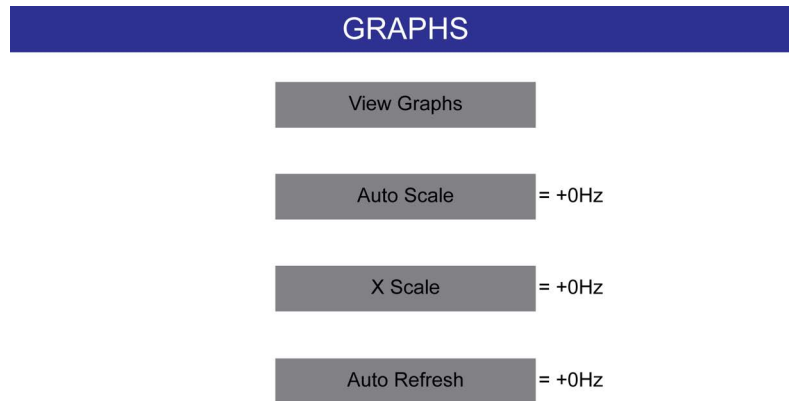 GRAPHS
View Graphs
Auto Scale = +0Hz
X Scale = +0Hz
Auto Refresh = +0Hz